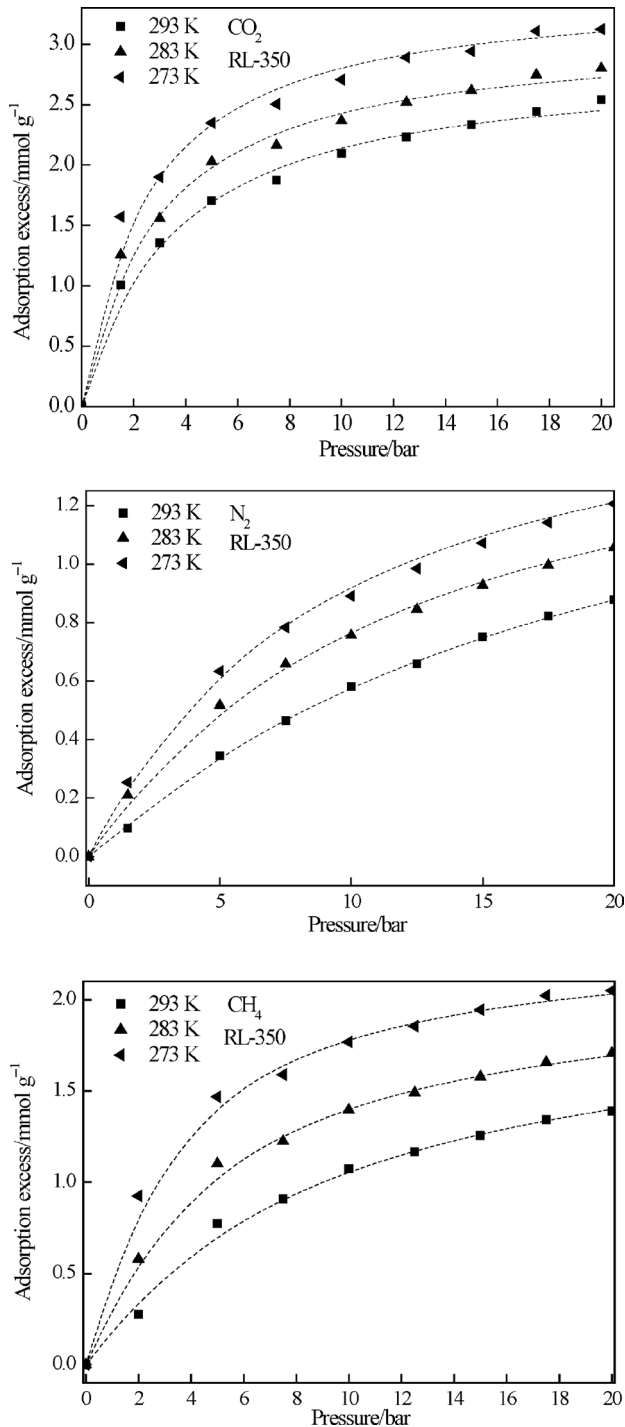 293 K CO₂
283 K RL-350
273 K
3.0
2.5
2.0
1.5
1.0
0.5
0.0
Adsorption excess/mmol g⁻¹
0 2 4 6 8 10 12 14 16 18 20
Pressure/bar
293 K N₂
283 K RL-350
273 K
1.2
1.0
0.8
0.6
0.4
0.2
0.0
Adsorption excess/mmol g⁻¹
0 5 10 15 20
Pressure/bar
293 K CH₄
283 K RL-350
273 K
2.0
1.5
1.0
0.5
0.0
Adsorption excess/mmol g⁻¹
0 2 4 6 8 10 12 14 16 18 20
Pressure/bar